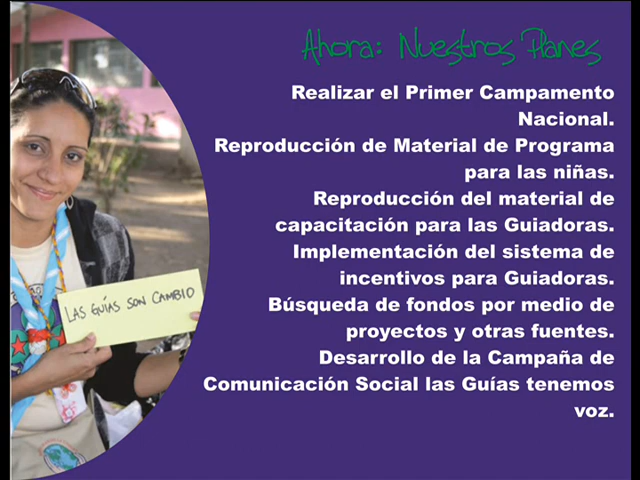 Ahora: Nuestros Planes
Realizar el Primer Campamento
Nacional.
Reproducción de Material de Programa
para las niñas.
Reproducción del material de
capacitación para las Guiadoras.
Implementación del sistema de
incentivos para Guiadoras.
Búsqueda de fondos por medio de
proyectos y otras fuentes.
Desarrollo de la Campaña de
Comunicación Social las Guías tenemos
voz.
LAS GUÍAS SON CAMBIO